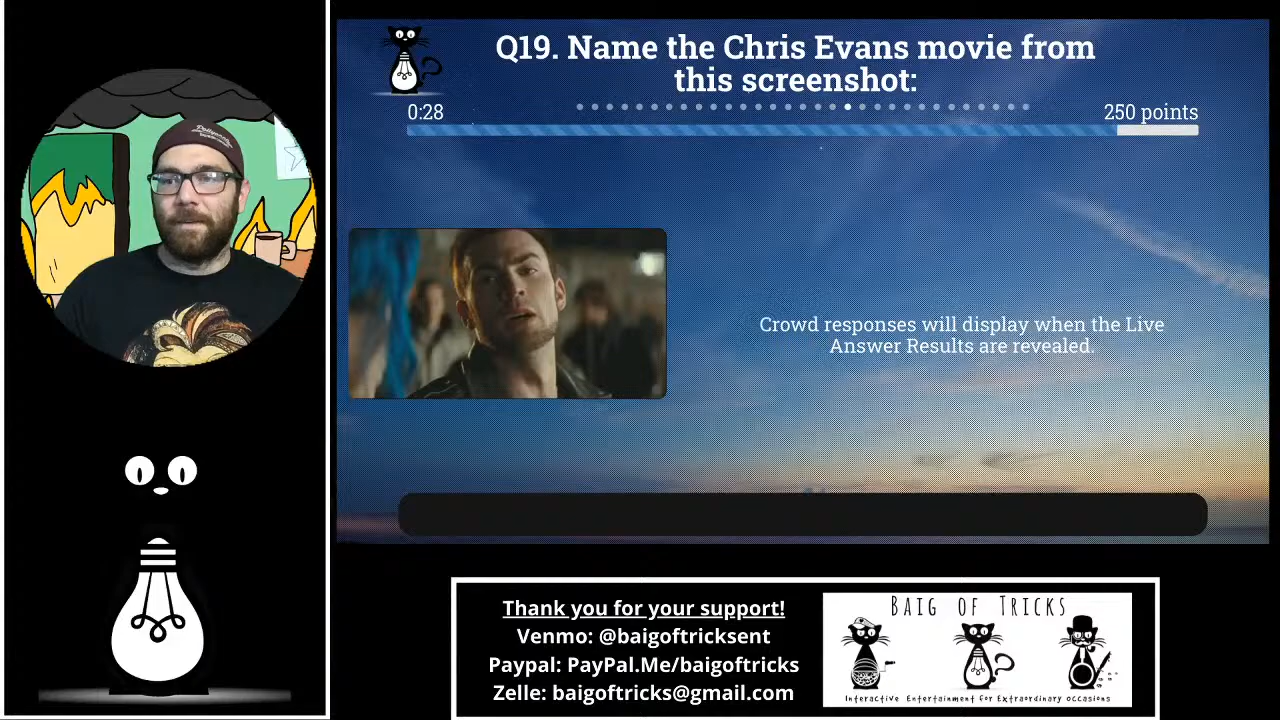 Q19. Name the Chris Evans movie from
this screenshot:
0:28
250 points
Crowd responses will display when the Live
Answer Results are revealed.
Thank you for your support!
Venmo: @baigoftricksent
Paypal: PayPal.Me/baigoftricks
Zelle: baigoftricks@gmail.com
BAIG OF TRICKS
Interactive Entertainment for Extraordinary occasions